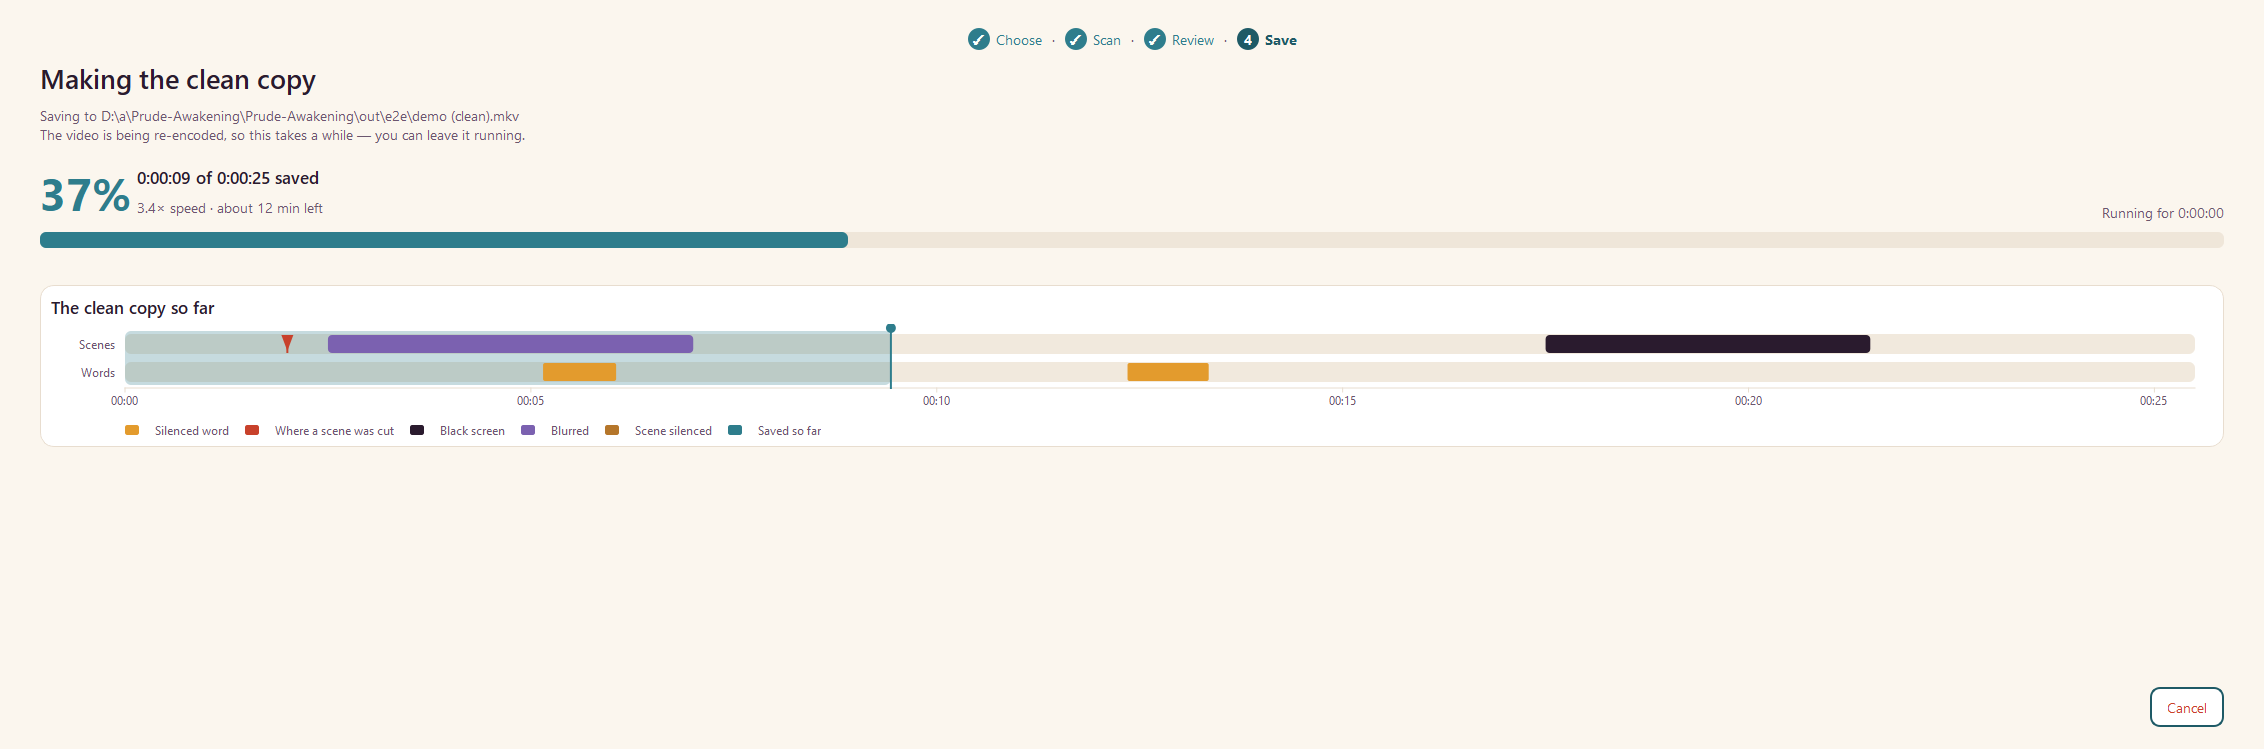 ✓ Choose · ✓ Scan · ✓ Review · 4 Save
Making the clean copy
Saving to D:\a\Prude-Awakening\Prude-Awakening\out\e2e\demo (clean).mkv
The video is being re-encoded, so this takes a while — you can leave it running.
37%
0:00:09 of 0:00:25 saved
3.4× speed · about 12 min left
Running for 0:00:00
The clean copy so far
Scenes
Words
00:00 00:05 00:10 00:15 00:20 00:25
Silenced word Where a scene was cut Black screen Blurred Scene silenced Saved so far
Cancel